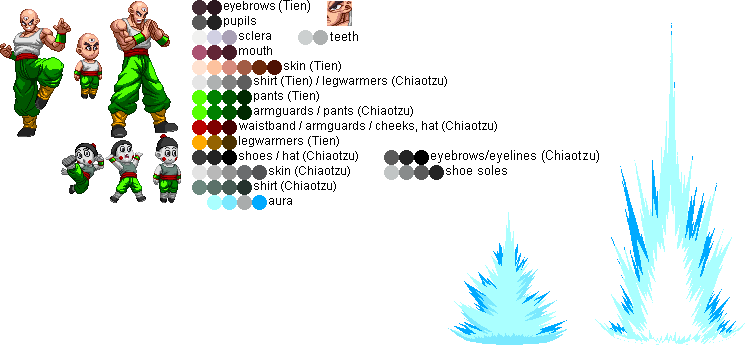 eyebrows (Tien)
pupils
sclera teeth
mouth
skin (Tien)
shirt (Tien) / legwarmers (Chiaotzu)
pants (Tien)
armguards / pants (Chiaotzu)
waistband / armguards / cheeks, hat (Chiaotzu)
legwarmers (Tien)
shoes / hat (Chiaotzu) eyebrows/eyelines (Chiaotzu)
skin (Chiaotzu) shoe soles
shirt (Chiaotzu)
aura